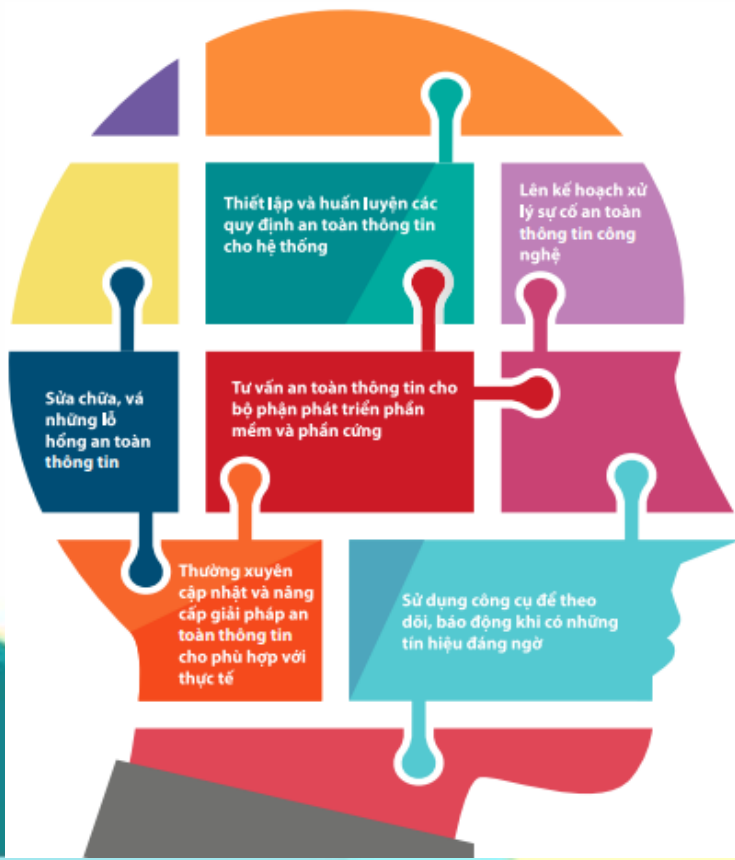 Thiết lập và huấn luyện các
quy định an toàn thông tin
cho hệ thống
Lên kế hoạch xử
lý sự cố an toàn
thông tin công
nghệ
Sửa chữa, vá
những lỗ
hổng an toàn
thông tin
Tư vấn an toàn thông tin cho
bộ phận phát triển phần
mềm và phần cứng
Thường xuyên
cập nhật và nâng
cấp giải pháp an
toàn thông tin
cho phù hợp với
thực tế
Sử dụng công cụ để theo
dõi, báo động khi có những
tín hiệu đáng ngờ